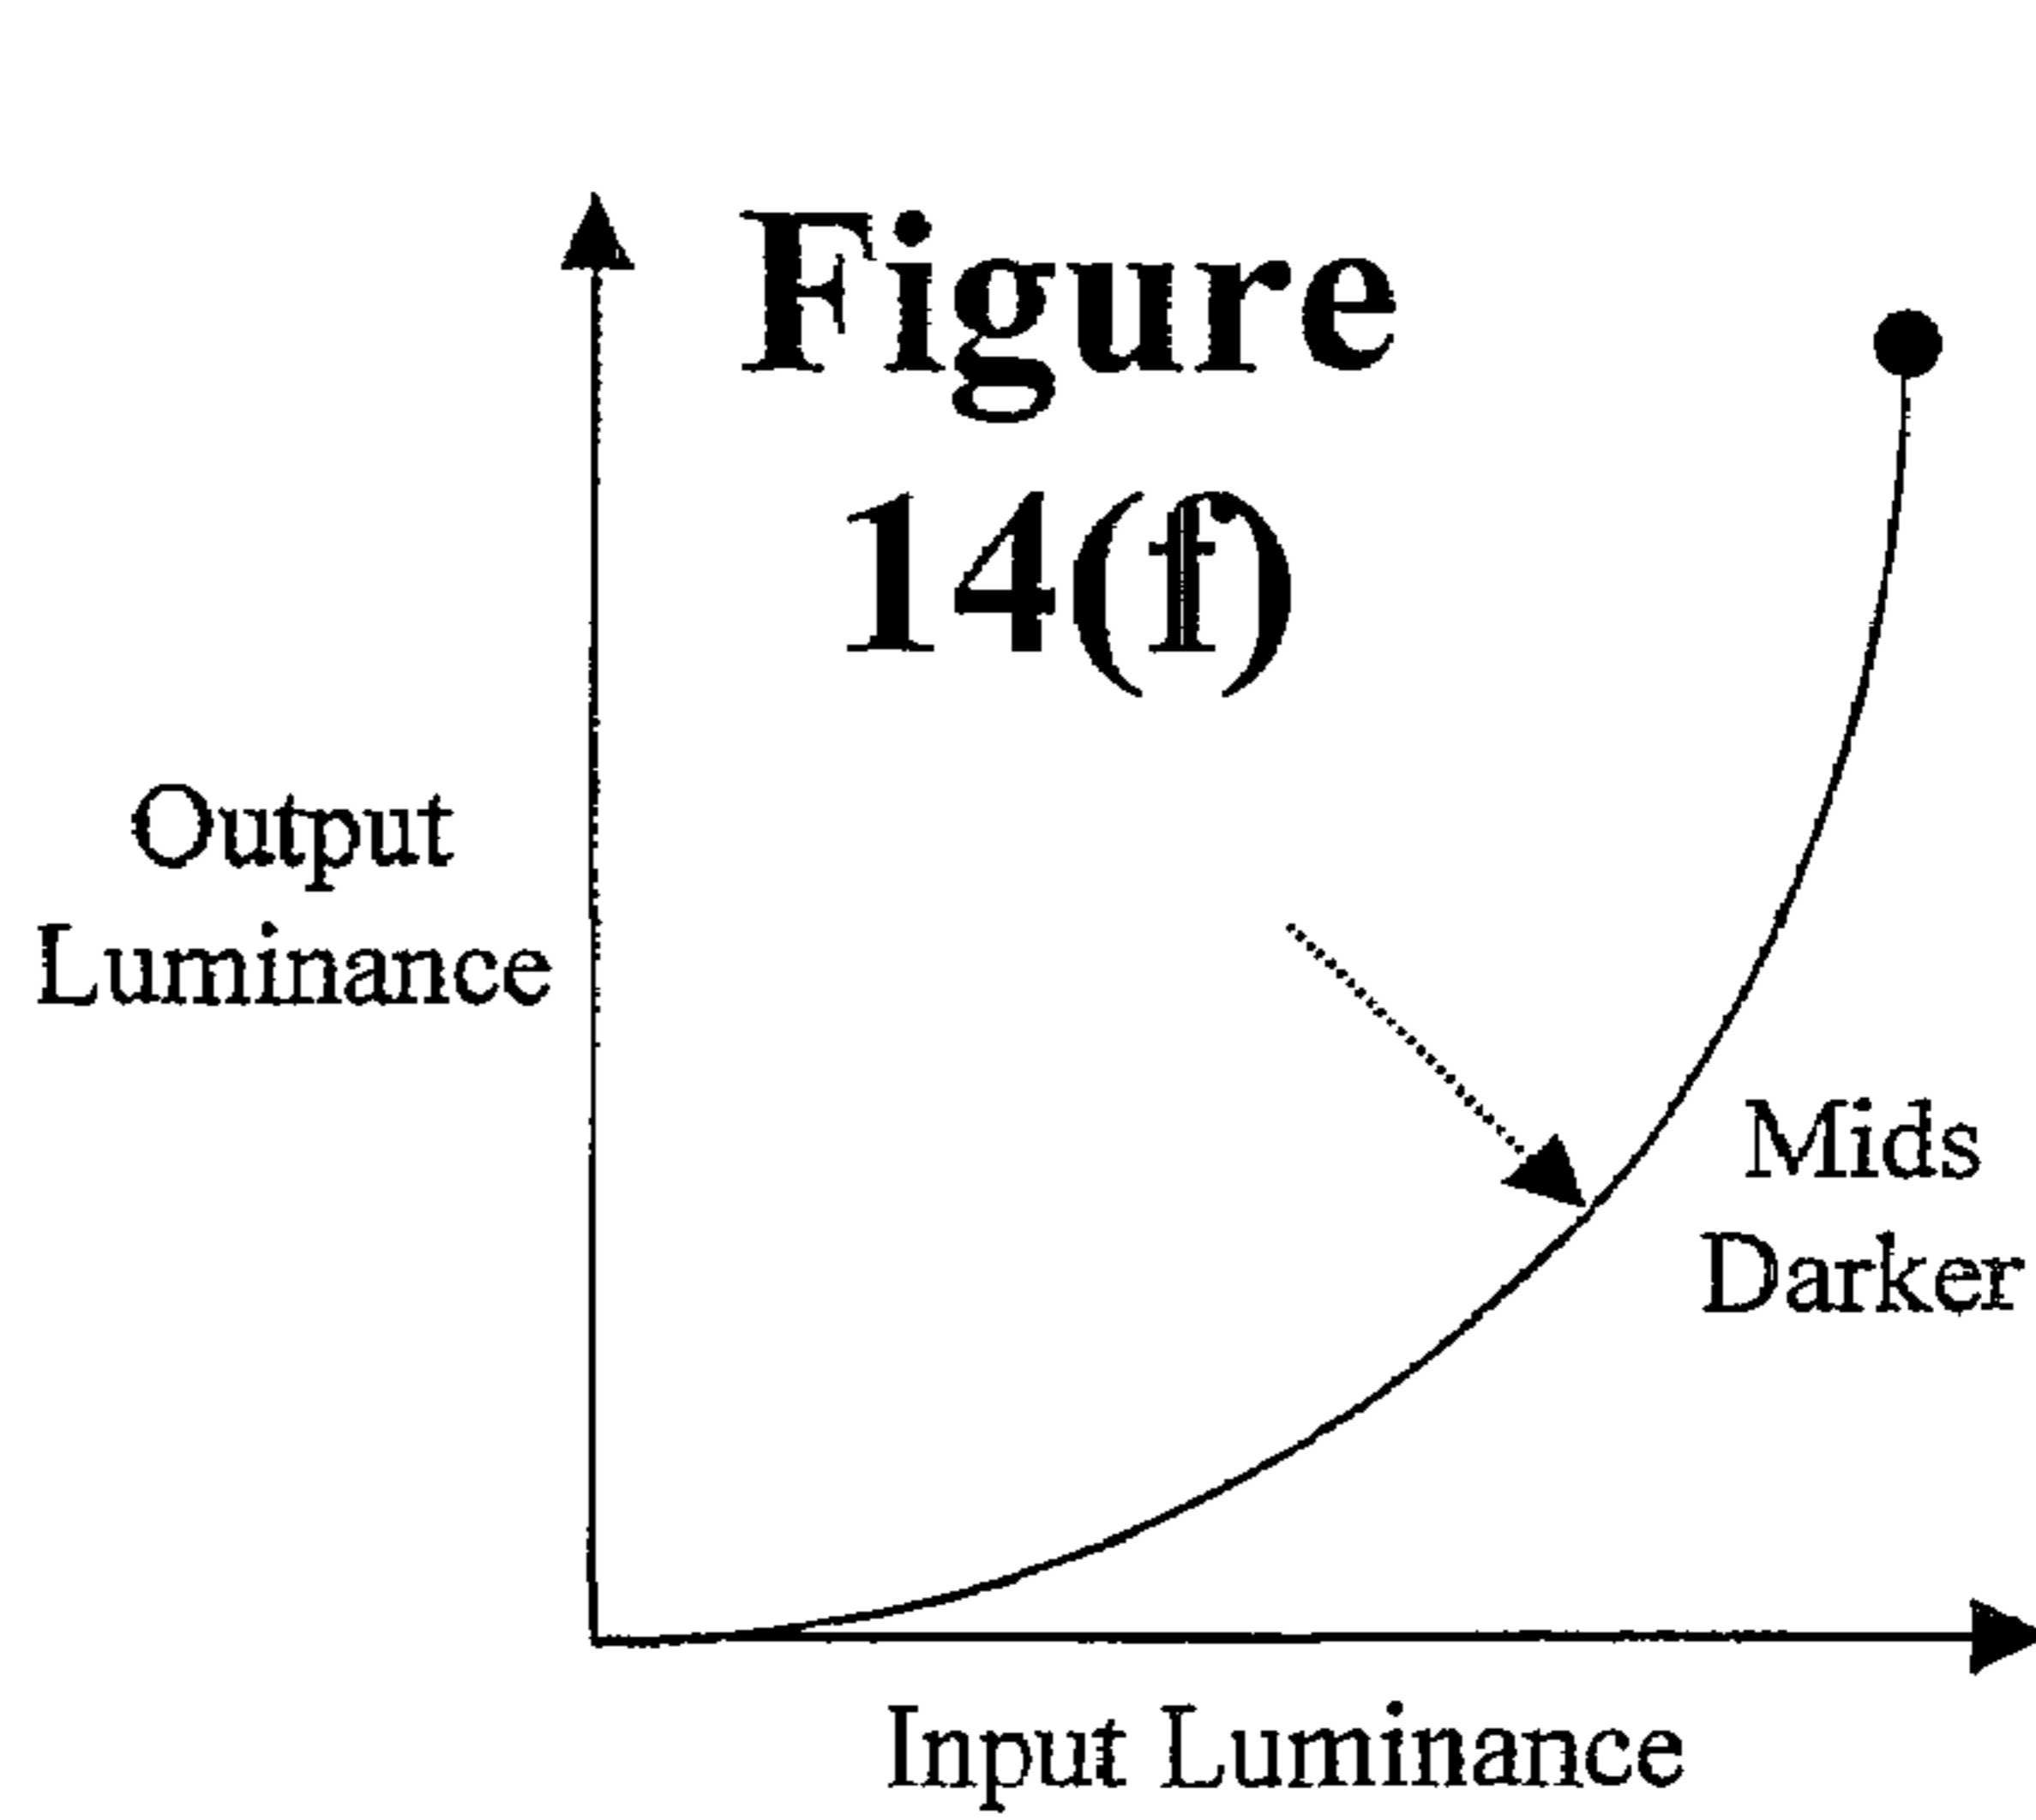 Figure
14(f)
Output
Luminance
Mids
Darker
Input Luminance